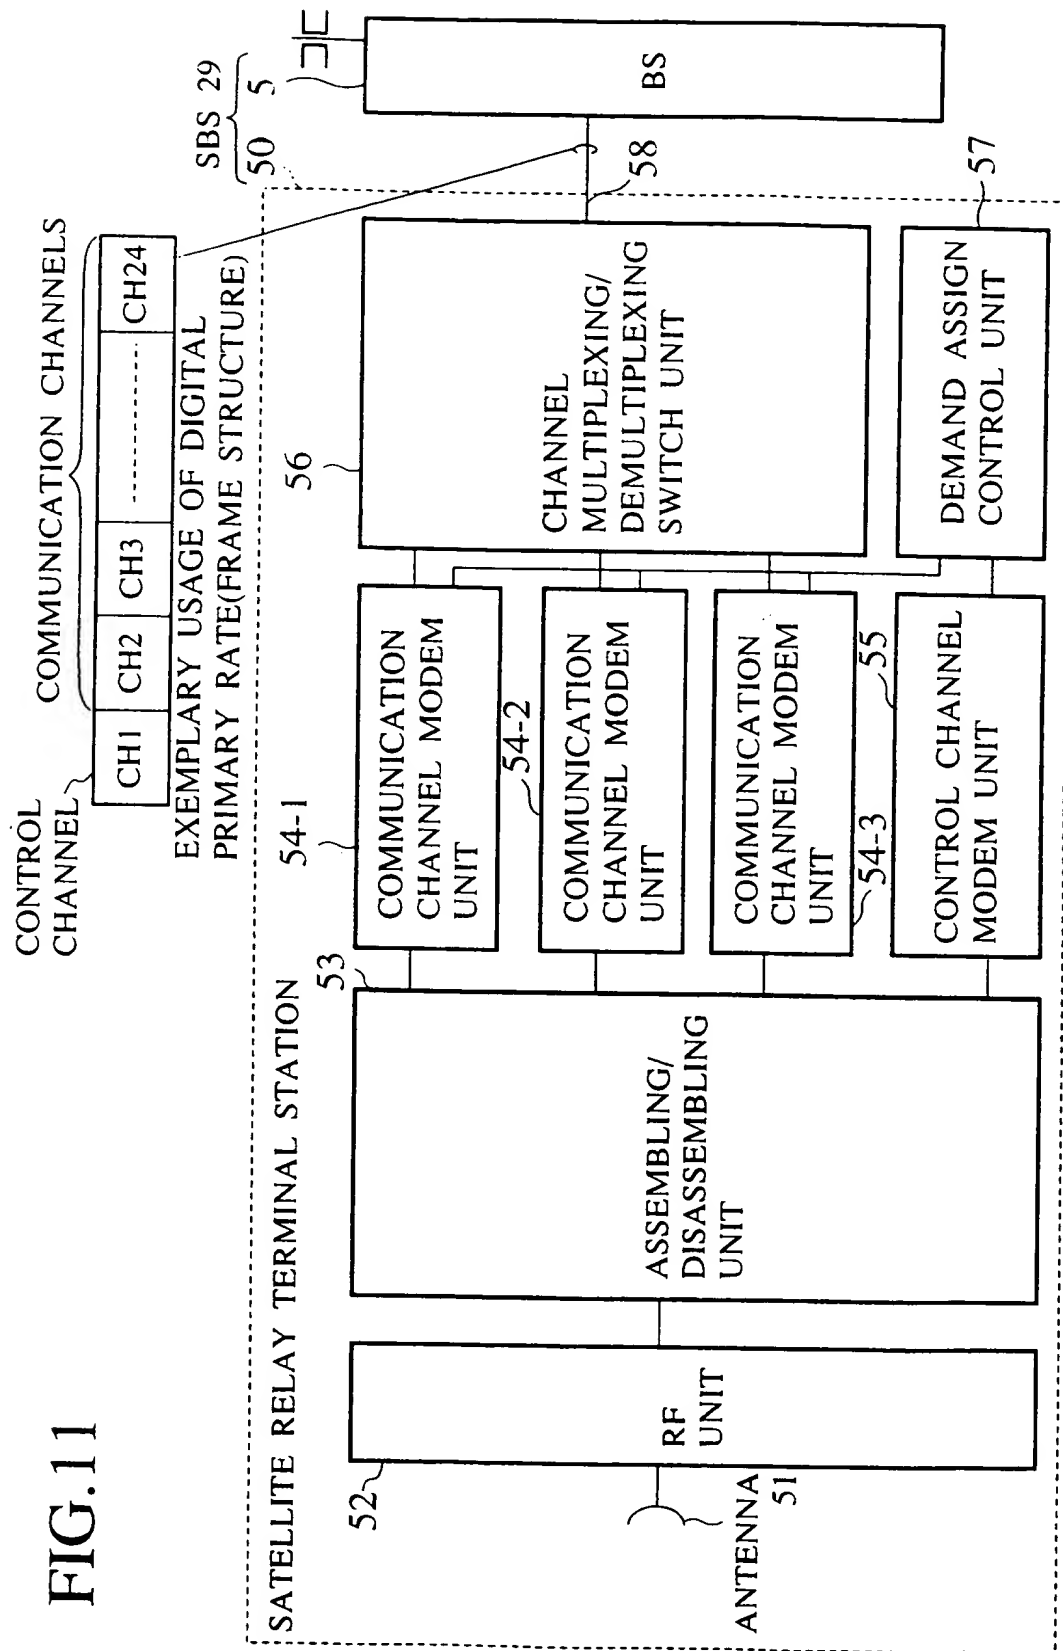 FIG.11
CONTROL
CHANNEL
COMMUNICATION CHANNELS
CH1
CH2
CH3
CH24
EXEMPLARY USAGE OF DIGITAL
PRIMARY RATE(FRAME STRUCTURE)
SBS 29
50
5
SATELLITE RELAY TERMINAL STATION
ANTENNA
51
52
RF
UNIT
53
ASSEMBLING/
DISASSEMBLING
UNIT
54-1
COMMUNICATION
CHANNEL MODEM
UNIT
54-2
COMMUNICATION
CHANNEL MODEM
UNIT
54-3
COMMUNICATION
CHANNEL MODEM
UNIT
55
CONTROL CHANNEL
MODEM UNIT
56
CHANNEL
MULTIPLEXING/
DEMULTIPLEXING
SWITCH UNIT
57
DEMAND ASSIGN
CONTROL UNIT
58
BS